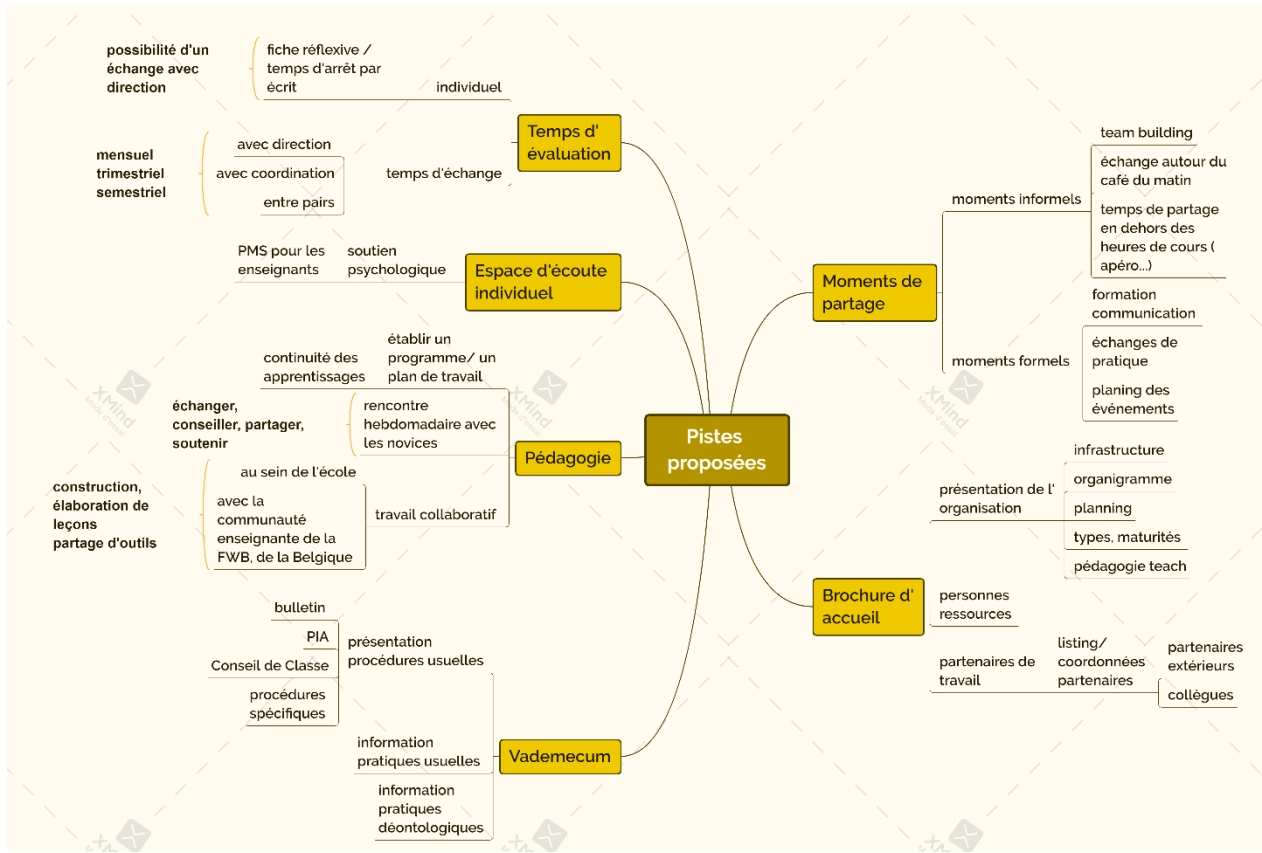 possibilité d'un
échange avec
direction
fiche réflexive /
temps d'arrêt par
écrit
individuel
Temps d'
évaluation
mensuel
trimestriel
semestriel
avec direction
avec coordination
entre pairs
temps d'échange
PMS pour les
enseignants
soutien
psychologique
Espace d'écoute
individuel
continuité des
apprentissages
établir un
programme/ un
plan de travail
échanger,
conseiller, partager,
soutenir
rencontre
hebdomadaire avec
les novices
Pédagogie
construction,
élaboration de
leçons
partage d'outils
au sein de l'école
avec la
communauté
enseignante de la
FWB, de la Belgique
travail collaboratif
bulletin
PIA
Conseil de Classe
procédures
spécifiques
présentation
procédures usuelles
information
pratiques usuelles
information
pratiques
déontologiques
Vademecum
Pistes
proposées
Moments de
partage
moments informels
team building
échange autour du
café du matin
temps de partage
en dehors des
heures de cours (
apéro...)
moments formels
formation
communication
échanges de
pratique
planing des
événements
Brochure d'
accueil
présentation de l'
organisation
infrastructure
organigramme
planning
types, maturités
pédagogie teach
personnes
ressources
partenaires de
travail
listing/
coordonnées
partenaires
partenaires
extérieurs
collègues
XMind
Mode d'essai
XMind
Mode d'essai
XMind
Mode d'essai